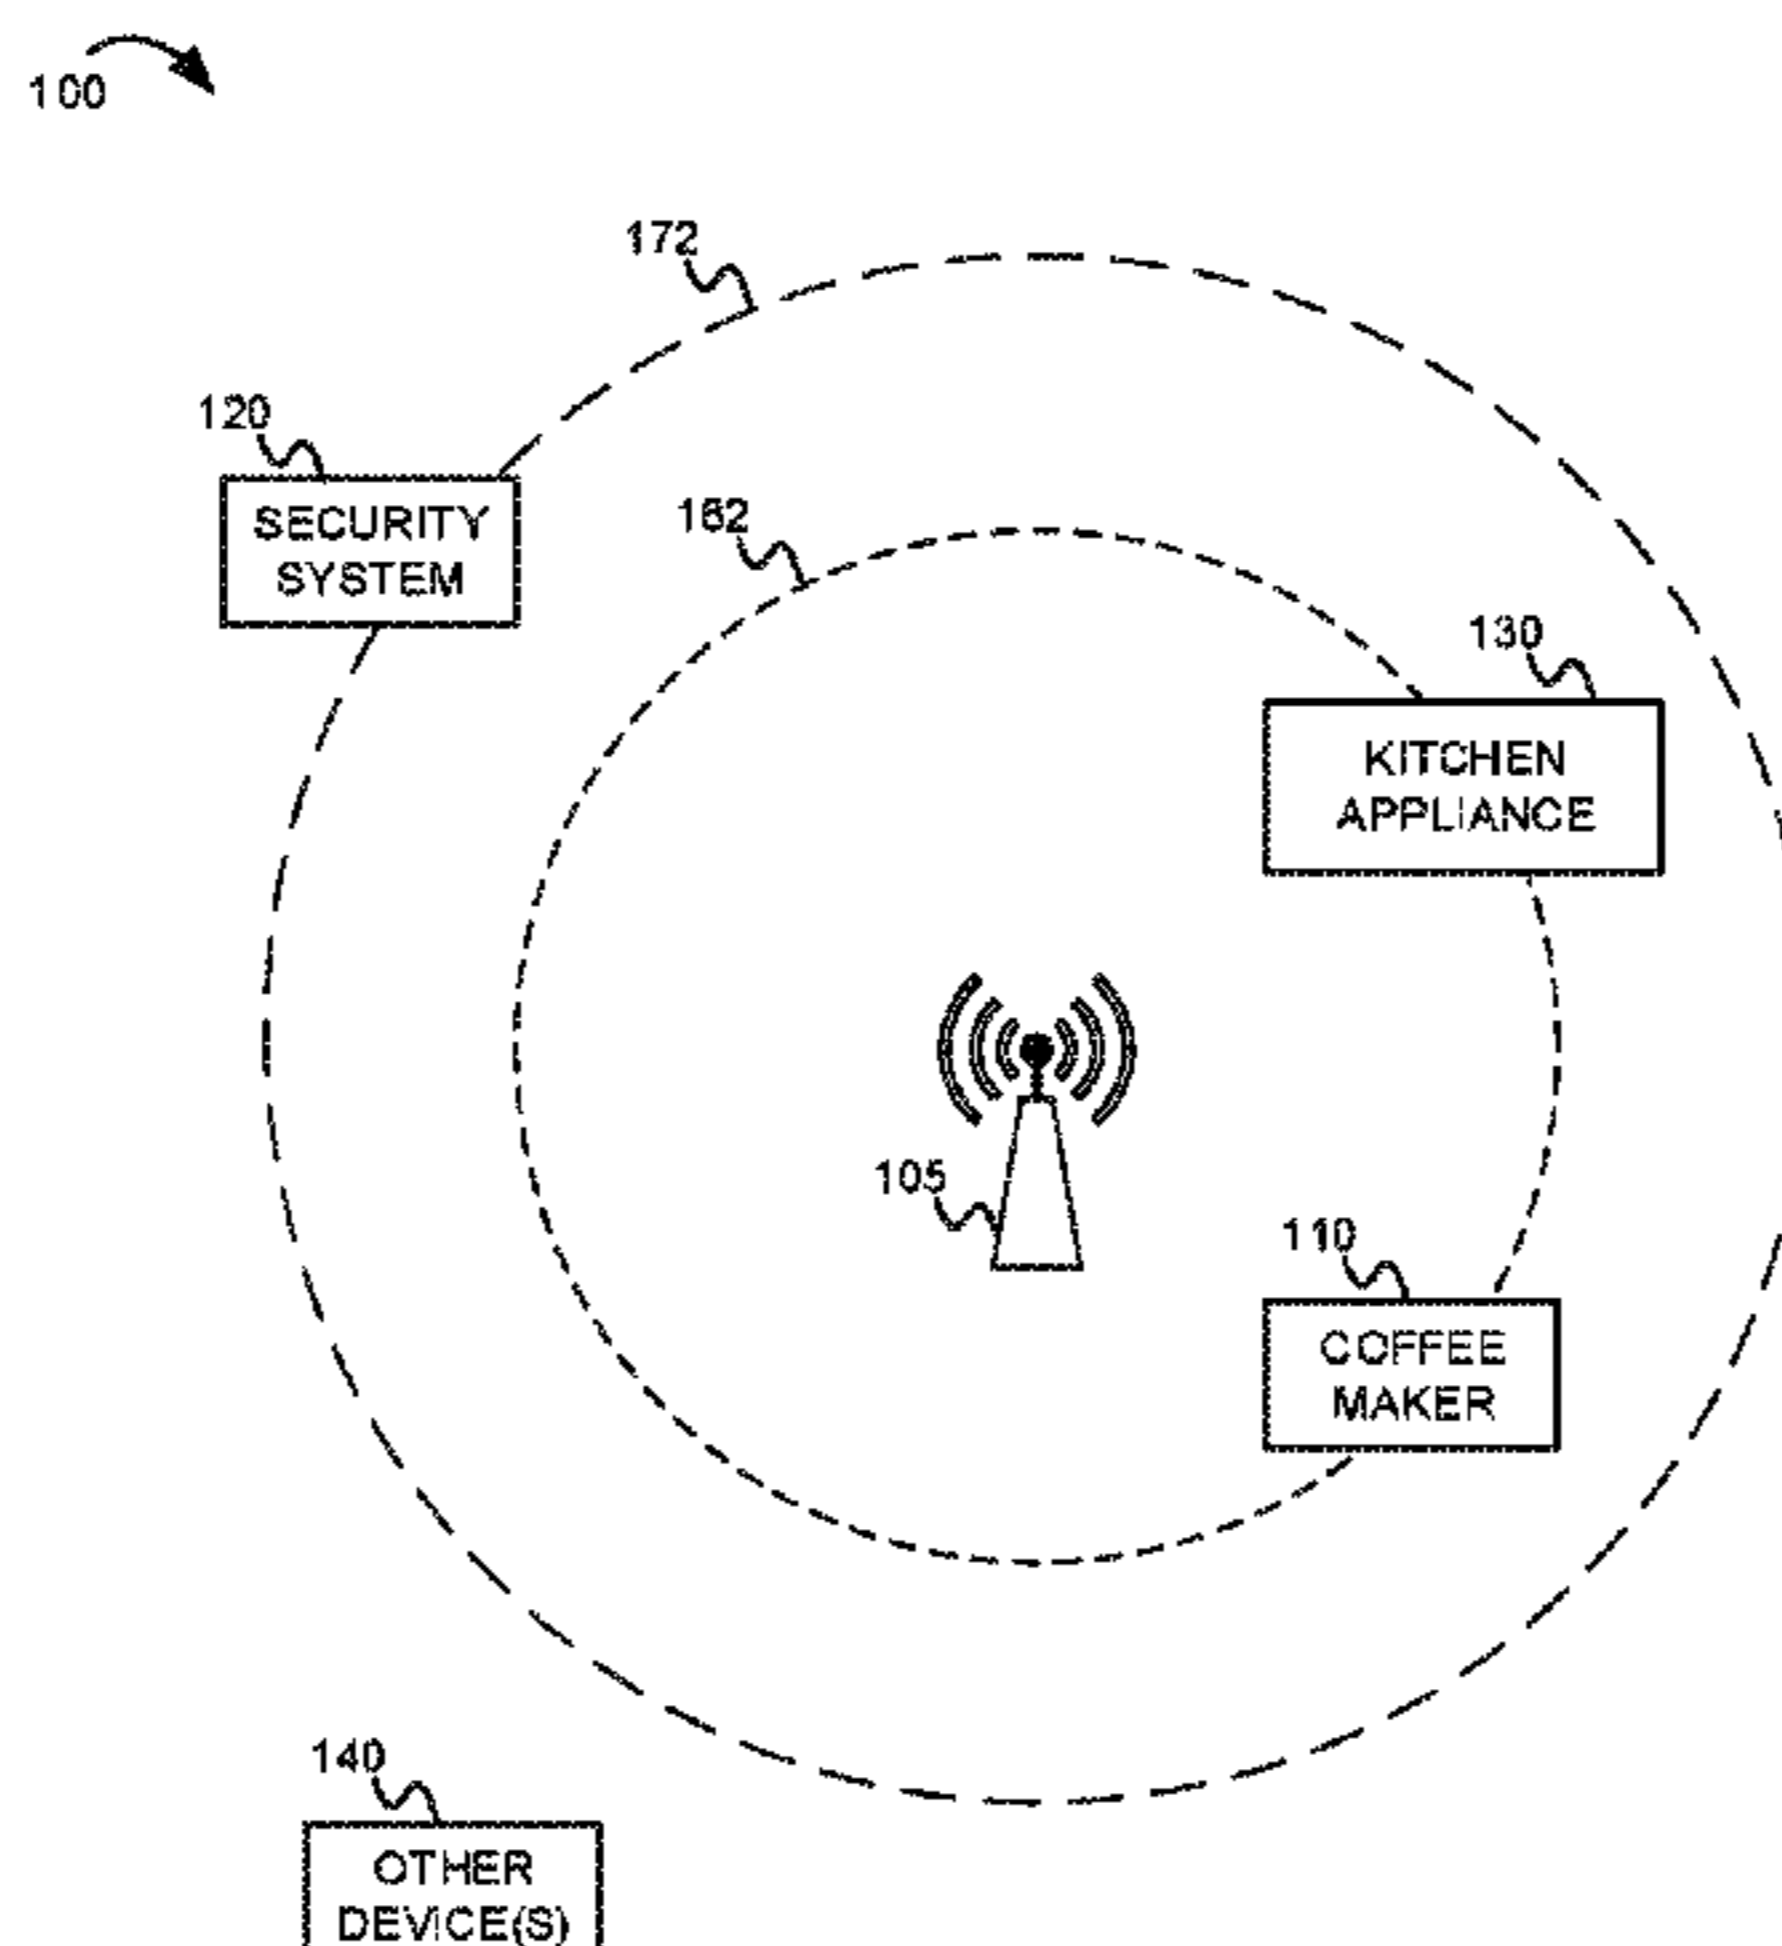 100
172
120
SECURITY
SYSTEM
162
130
KITCHEN
APPLIANCE
105
110
COFFEE
MAKER
140
OTHER
DEVICE(S)